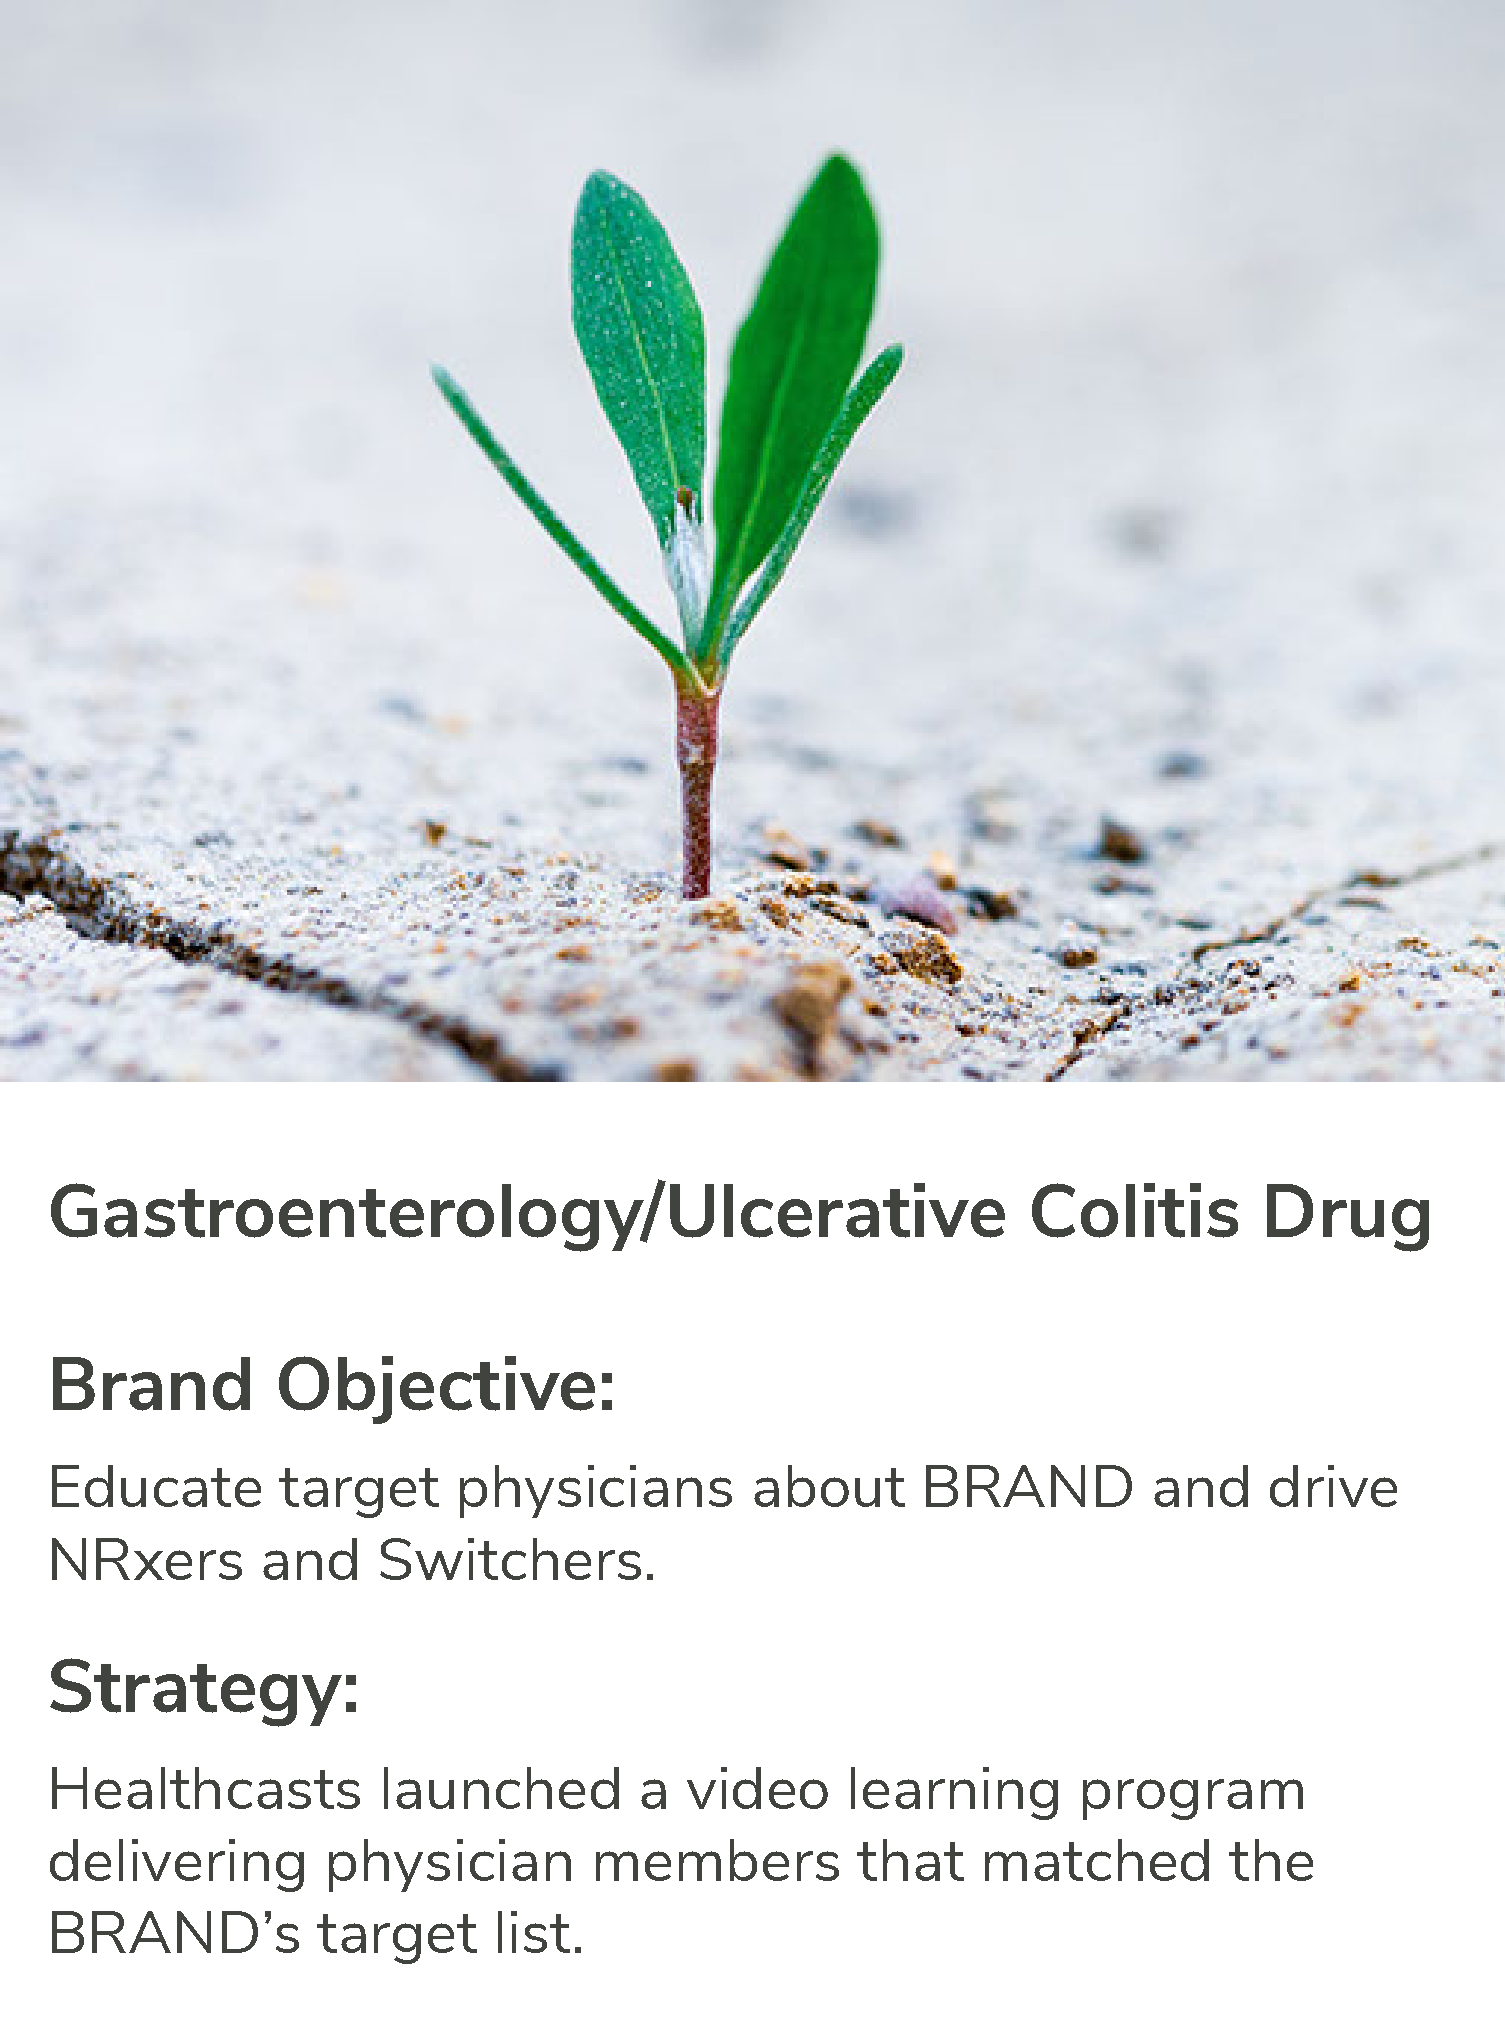 Gastroenterology/Ulcerative Colitis Drug
Brand Objective:
Educate target physicians about BRAND and drive
NRxers and Switchers.
Strategy:
Healthcasts launched a video learning program
delivering physician members that matched the
BRAND’s target list.